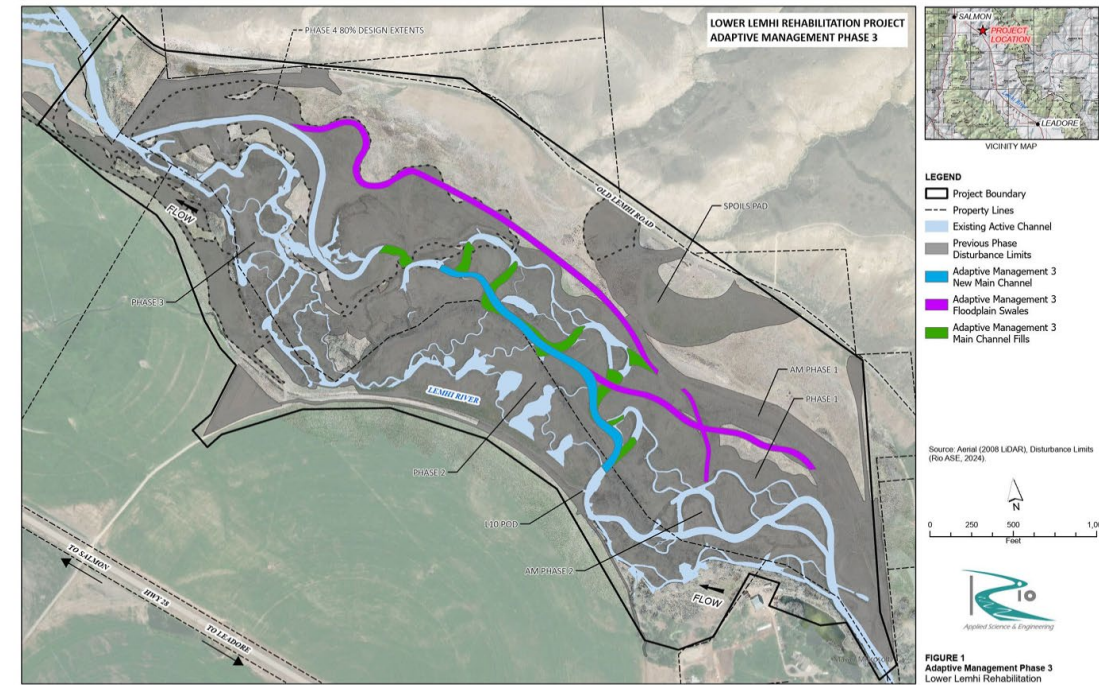 LOWER LEMHI REHABILITATION PROJECT
ADAPTIVE MANAGEMENT PHASE 3
PHASE 4 80% DESIGN EXTENTS
OLD LEMHI ROAD
SPOILS PAD
FLOW
PHASE 3
LEMHI RIVER
AM PHASE 1
PHASE 1
PHASE 2
L10 POD
AM PHASE 2
FLOW
TO SALMON
HWY 28
TO LEADORE
SALMON
PROJECT
LOCATION
LEADORE
VICINITY MAP
LEGEND
Project Boundary
Property Lines
Existing Active Channel
Previous Phase
Disturbance Limits
Adaptive Management 3
New Main Channel
Adaptive Management 3
Floodplain Swales
Adaptive Management 3
Main Channel Fills
Source: Aerial (2008 LiDAR), Disturbance Limits
(Rio ASE, 2024).
N
0 250 500 1,0
Feet
Rio
Applied Science & Engineering
FIGURE 1
Adaptive Management Phase 3
Lower Lemhi Rehabilitation